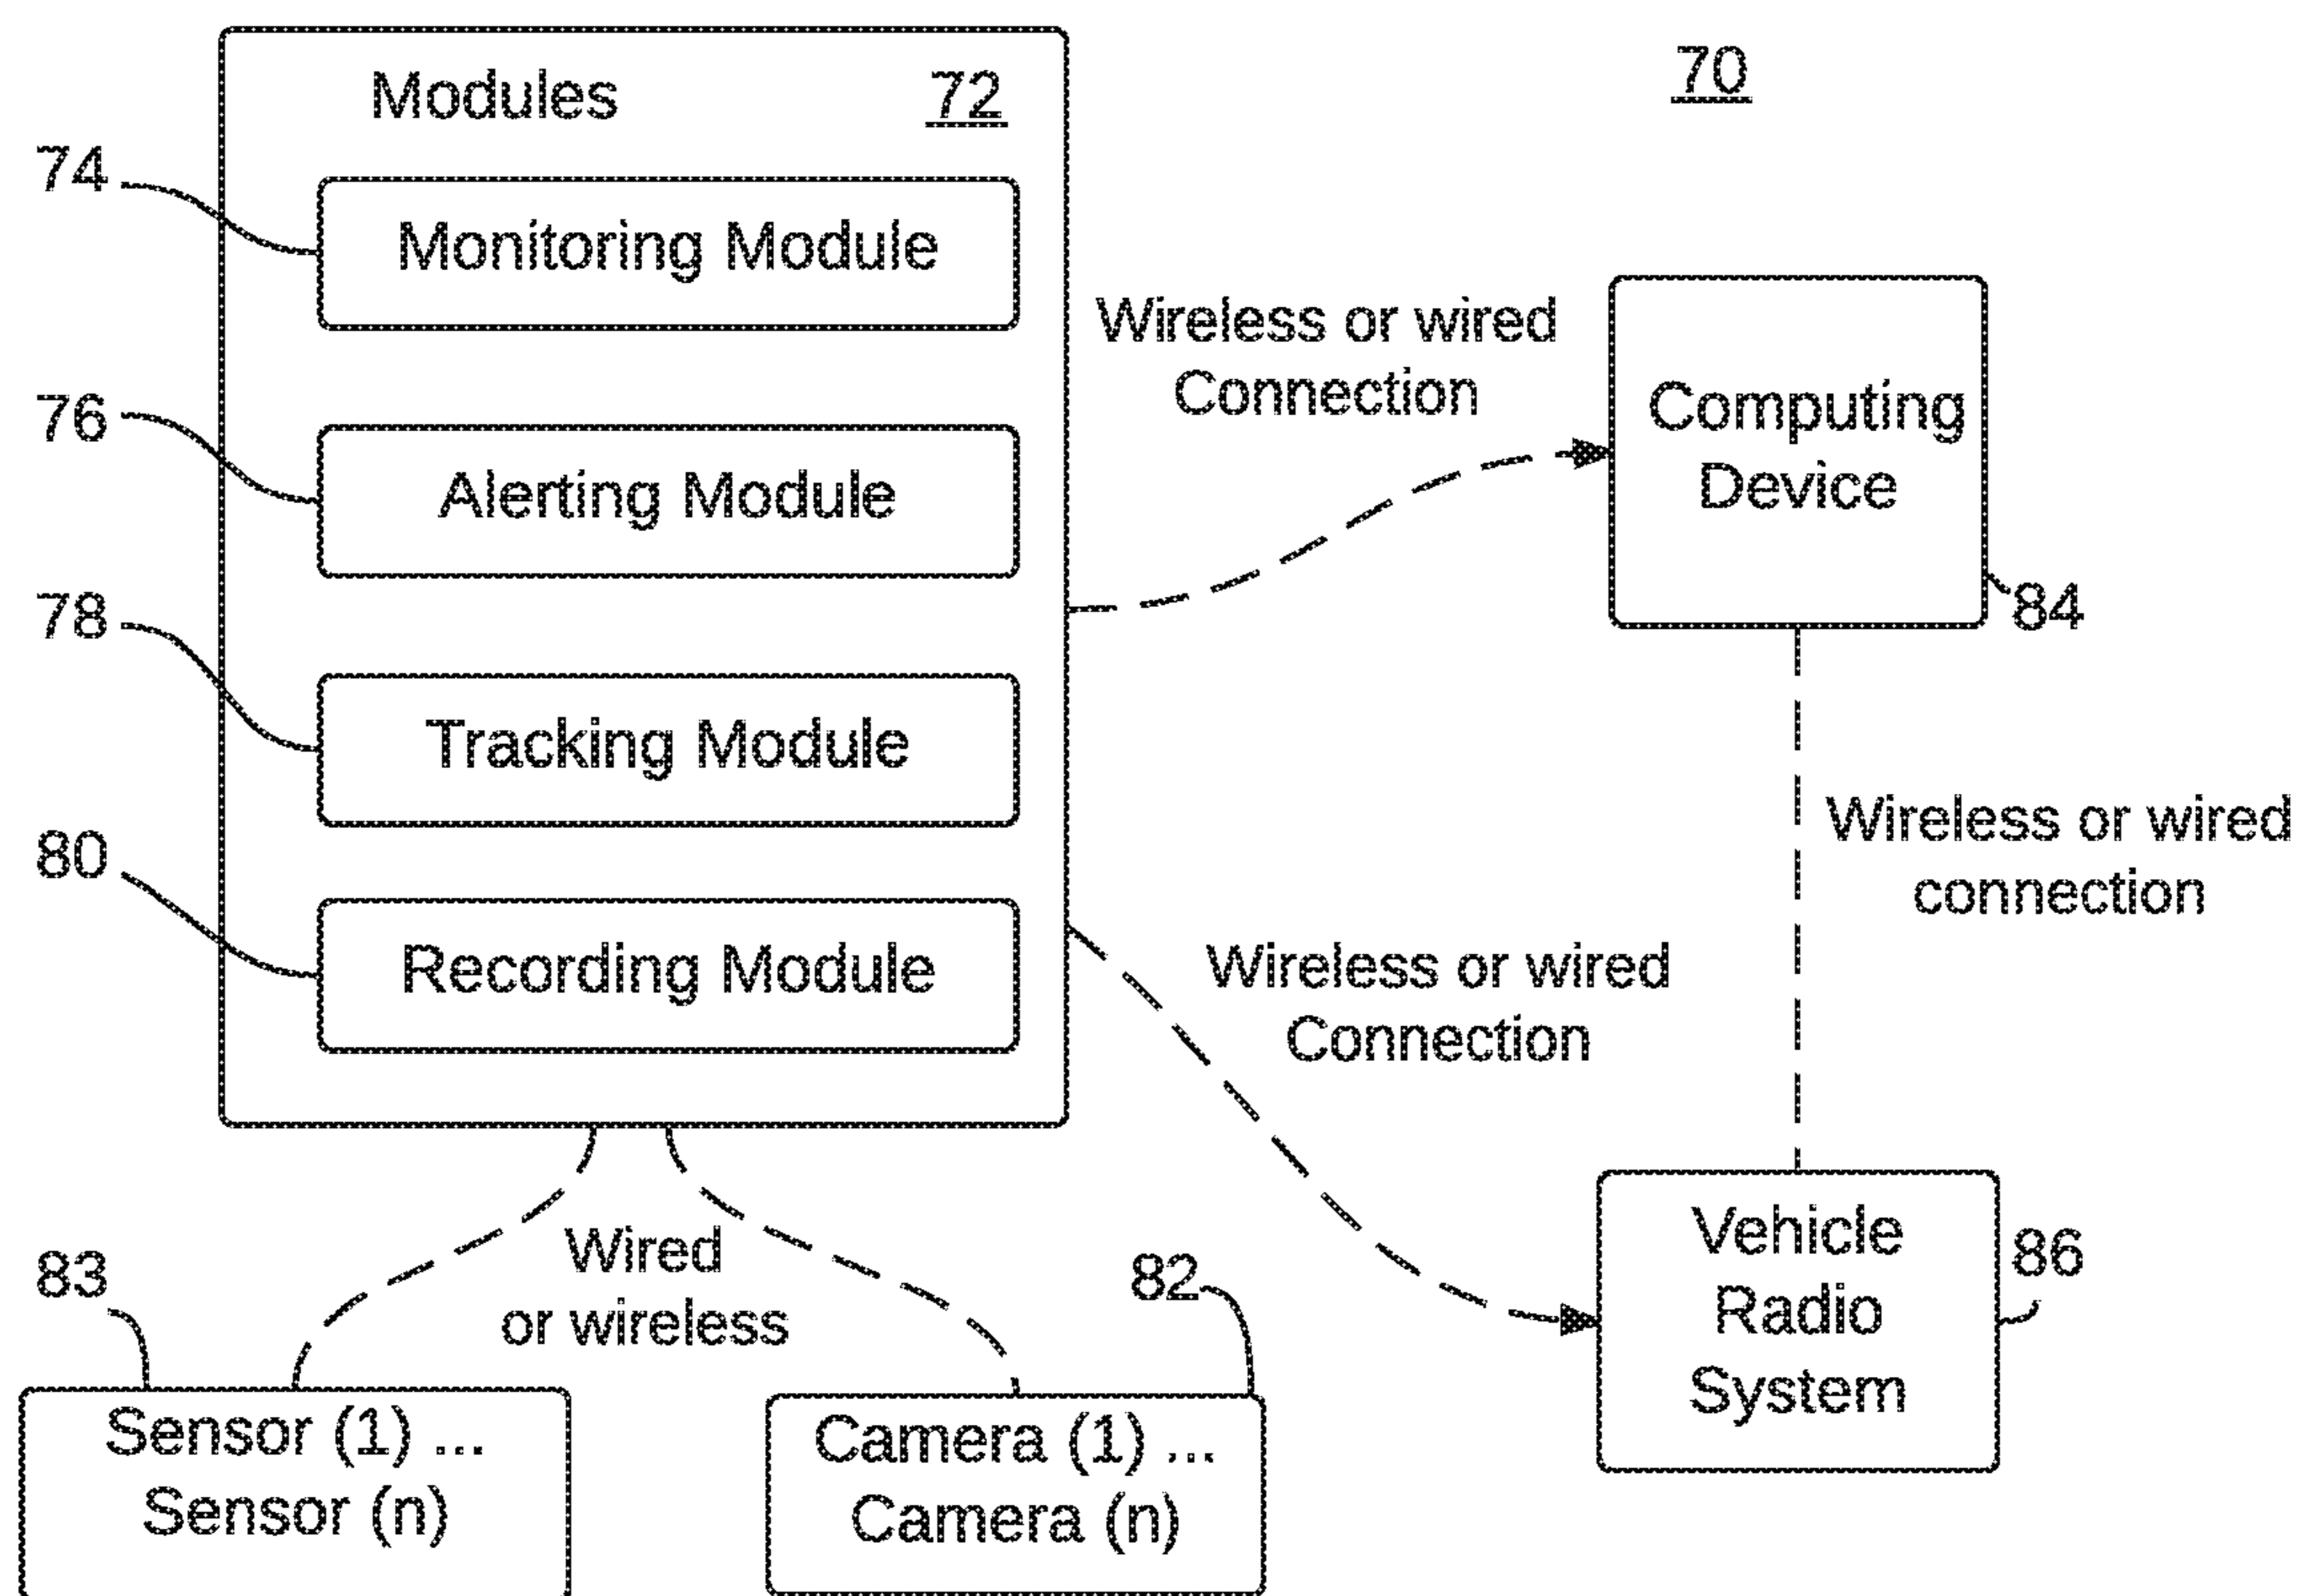 70
Modules 72
74
Monitoring Module
76
Alerting Module
78
Tracking Module
80
Recording Module
Wireless or wired
Connection
Computing
Device
84
Wireless or wired
connection
Wireless or wired
Connection
Vehicle
Radio
System
86
Wired
or wireless
83
Sensor (1) ...
Sensor (n)
82
Camera (1) ...
Camera (n)